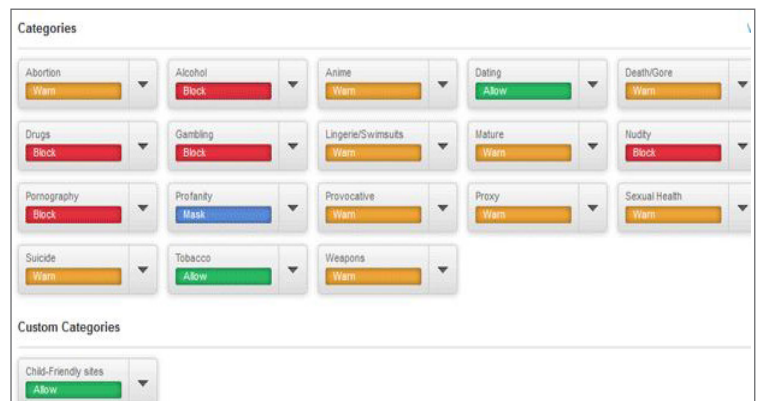 Categories
Abortion Alcohol Anime Dating Death/Gore
Warn Block Warn Allow Warn
Drugs Gambling Lingerie/Swimsuits Mature Nudity
Block Block Warn Warn Block
Pornography Profanity Provocative Proxy Sexual Health
Block Mask Warn Warn Warn
Suicide Tobacco Weapons
Warn Allow Warn
Custom Categories
Child-Friendly sites
Allow